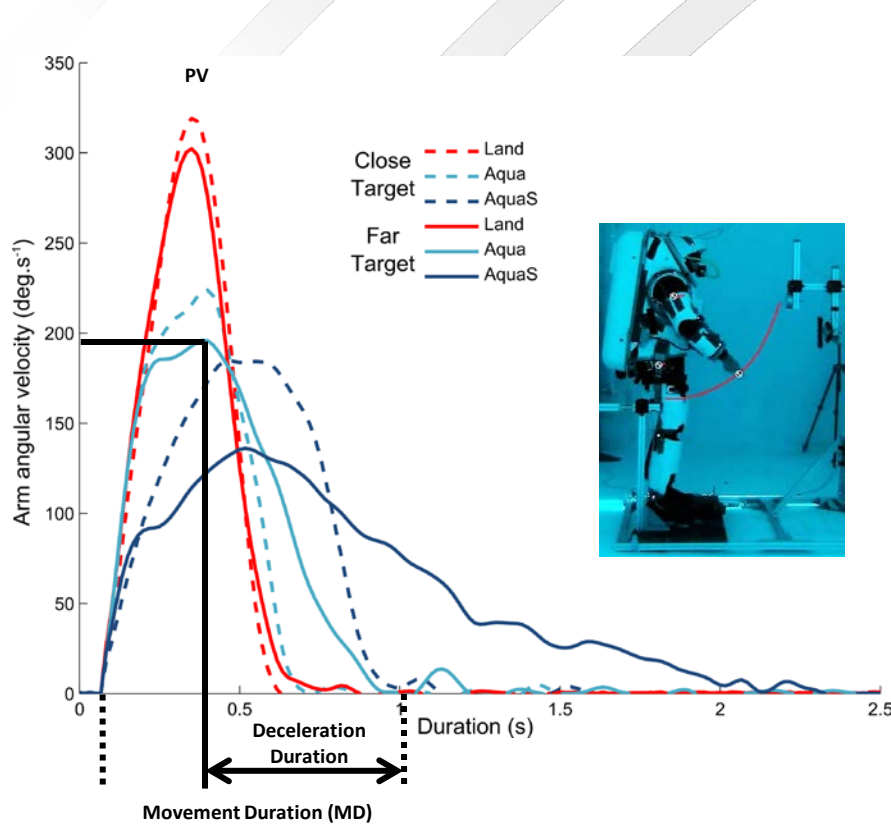 350
300
250
200
150
100
50
0
Arm angular velocity (deg.s⁻¹)
PV
Close
Target
Land
Aqua
AquaS
Far
Target
Land
Aqua
AquaS
0
0.5
1
1.5
2
2.5
Duration (s)
Deceleration
Duration
Movement Duration (MD)